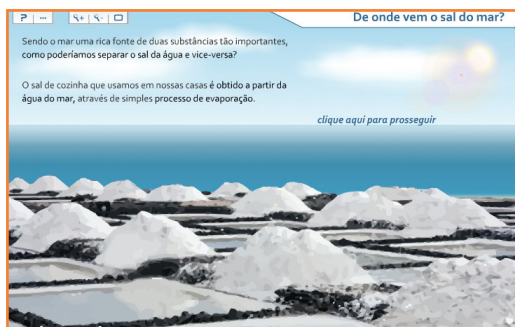 De onde vem o sal do mar?
Sendo o mar uma rica fonte de duas substâncias tão importantes,
como poderíamos separar o sal da água e vice-versa?
O sal de cozinha que usamos em nossas casas é obtido a partir da
água do mar, através de simples processo de evaporação.
clique aqui para prosseguir